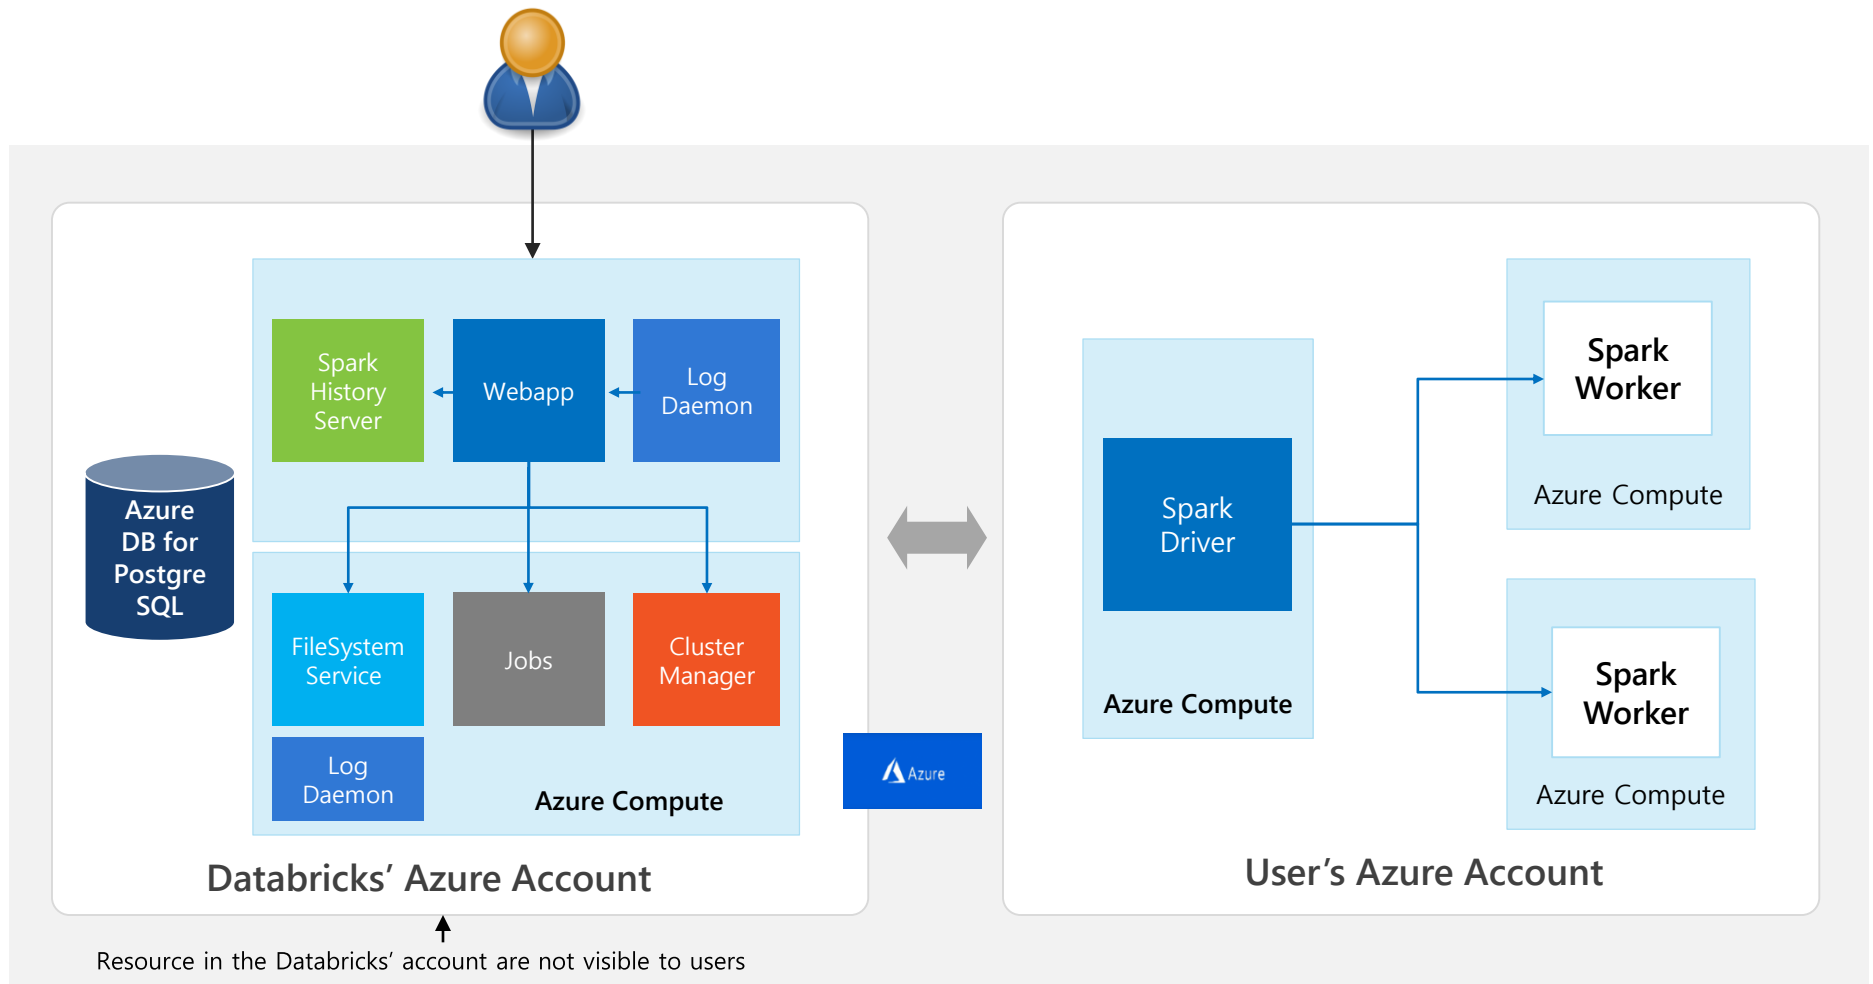 Spark
History
Server
Webapp
Log
Daemon
Azure
DB for
Postgre
SQL
FileSystem
Service
Jobs
Cluster
Manager
Log
Daemon
Azure Compute
Databricks’ Azure Account
Resource in the Databricks’ account are not visible to users
Azure
Spark
Driver
Azure Compute
Spark
Worker
Azure Compute
Spark
Worker
Azure Compute
User’s Azure Account